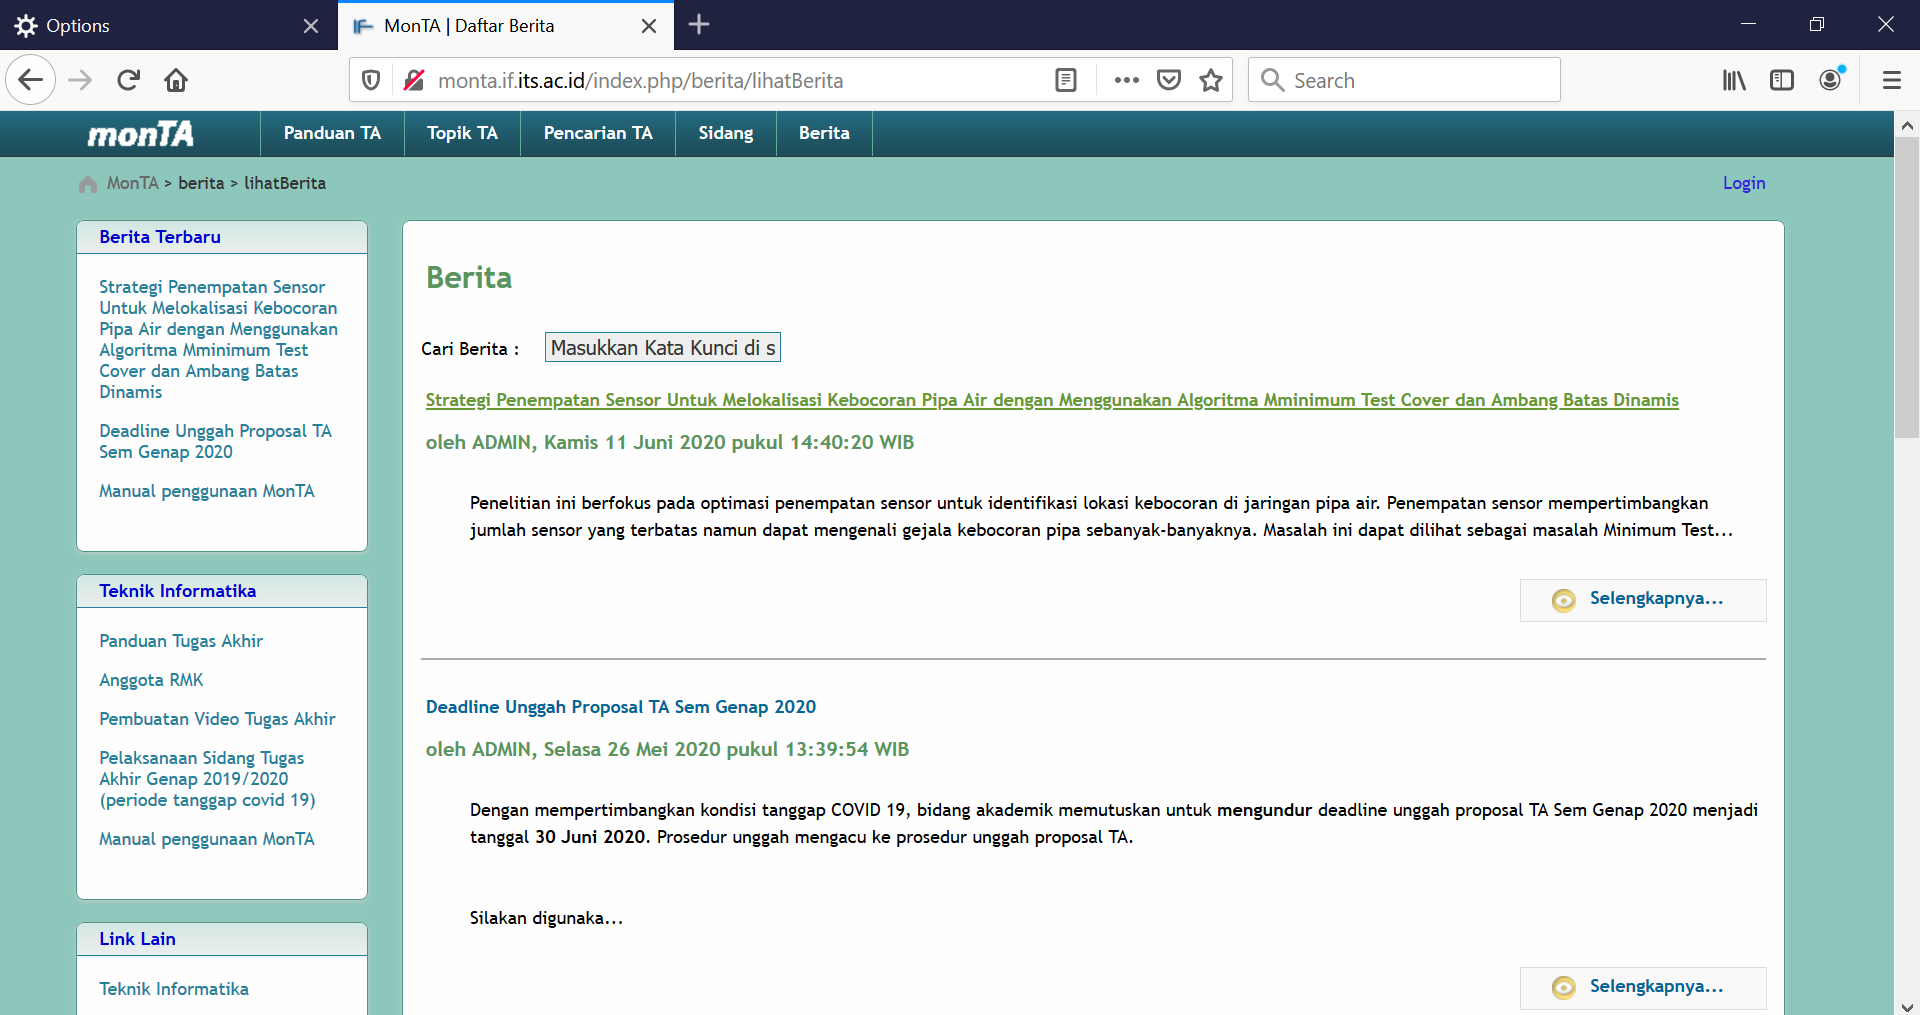 Options
MonTA | Daftar Berita
monta.if.its.ac.id/index.php/berita/lihatBerita
Search
monTA
Panduan TA
Topik TA
Pencarian TA
Sidang
Berita
MonTA > berita > lihatBerita
Login
Berita Terbaru
Strategi Penempatan Sensor
Untuk Melokalisasi Kebocoran
Pipa Air dengan Menggunakan
Algoritma Mminimum Test
Cover dan Ambang Batas
Dinamis
Deadline Unggah Proposal TA
Sem Genap 2020
Manual penggunaan MonTA
Teknik Informatika
Panduan Tugas Akhir
Anggota RMK
Pembuatan Video Tugas Akhir
Pelaksanaan Sidang Tugas
Akhir Genap 2019/2020
(periode tanggap covid 19)
Manual penggunaan MonTA
Link Lain
Teknik Informatika
Berita
Cari Berita :
Masukkan Kata Kunci di s
Strategi Penempatan Sensor Untuk Melokalisasi Kebocoran Pipa Air dengan Menggunakan Algoritma Mminimum Test Cover dan Ambang Batas Dinamis
oleh ADMIN, Kamis 11 Juni 2020 pukul 14:40:20 WIB
Penelitian ini berfokus pada optimasi penempatan sensor untuk identifikasi lokasi kebocoran di jaringan pipa air. Penempatan sensor mempertimbangkan
jumlah sensor yang terbatas namun dapat mengenali gejala kebocoran pipa sebanyak-banyaknya. Masalah ini dapat dilihat sebagai masalah Minimum Test...
Selengkapnya...
Deadline Unggah Proposal TA Sem Genap 2020
oleh ADMIN, Selasa 26 Mei 2020 pukul 13:39:54 WIB
Dengan mempertimbangkan kondisi tanggap COVID 19, bidang akademik memutuskan untuk mengundur deadline unggah proposal TA Sem Genap 2020 menjadi
tanggal 30 Juni 2020. Prosedur unggah mengacu ke prosedur unggah proposal TA.
Silakan digunaka...
Selengkapnya...